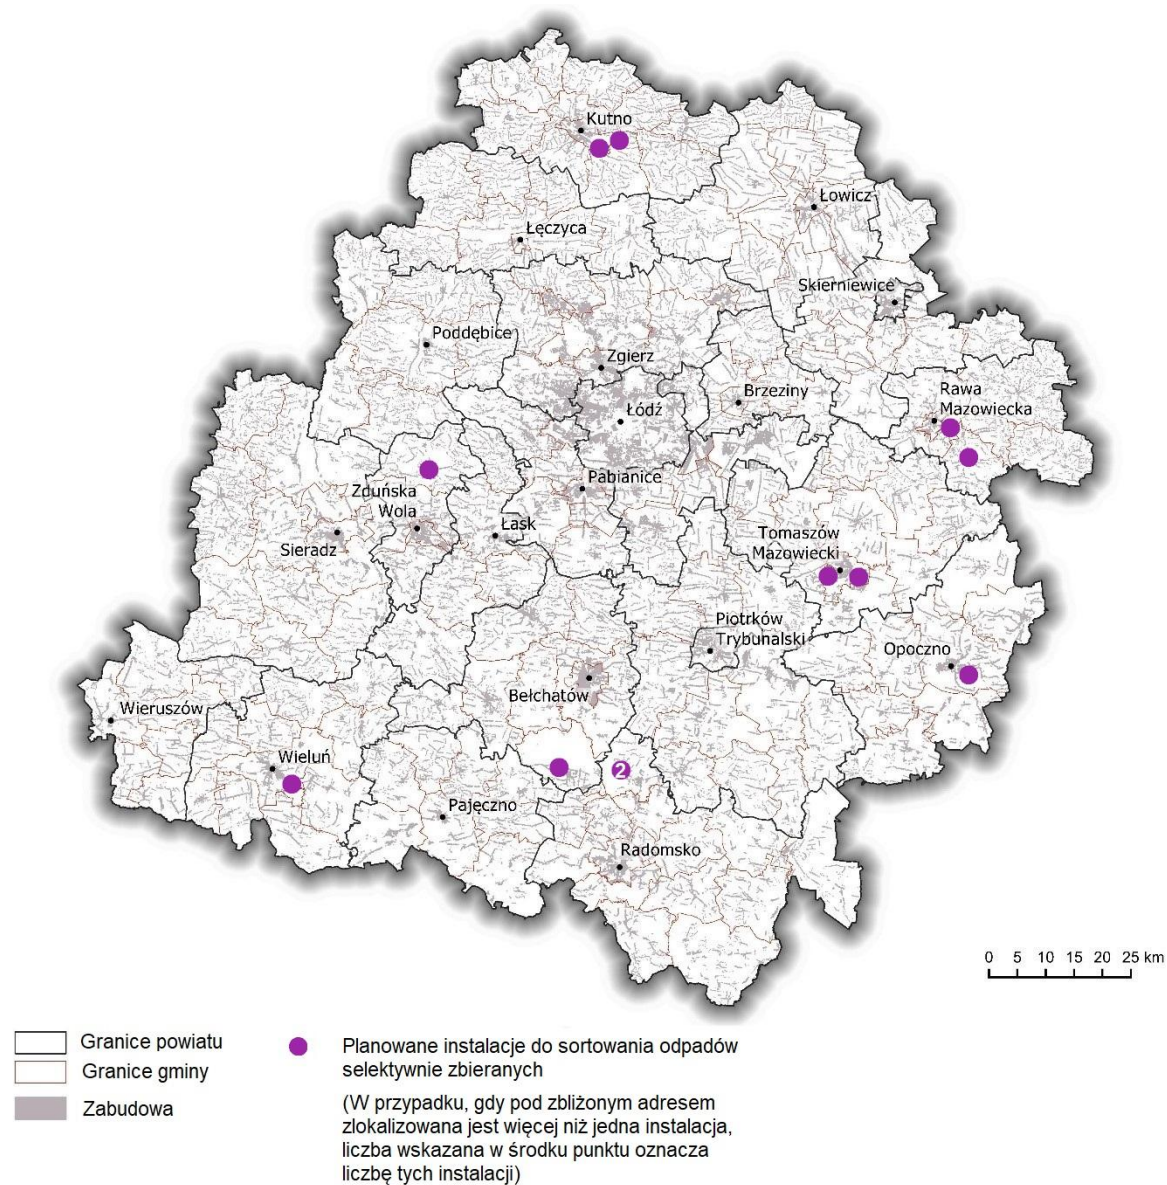 Kutno
Łowicz
Łęczyca
Skierniewice
Poddębice
Zgierz
Rawa
Mazowiecka
Brzeziny
Łódź
Pabianice
Zduńska
Wola
Łask
Sieradz
Tomaszów
Mazowiecki
Piotrków
Trybunalski
Opoczno
Bełchatów
Wieruszów
Wieluń
2
Pajęczno
Radomsko
0 5 10 15 20 25 km
Granice powiatu
Granice gminy
Zabudowa
Planowane instalacje do sortowania odpadów
selektywnie zbieranych
(W przypadku, gdy pod zbliżonym adresem
zlokalizowana jest więcej niż jedna instalacja,
liczba wskazana w środku punktu oznacza
liczbę tych instalacji)